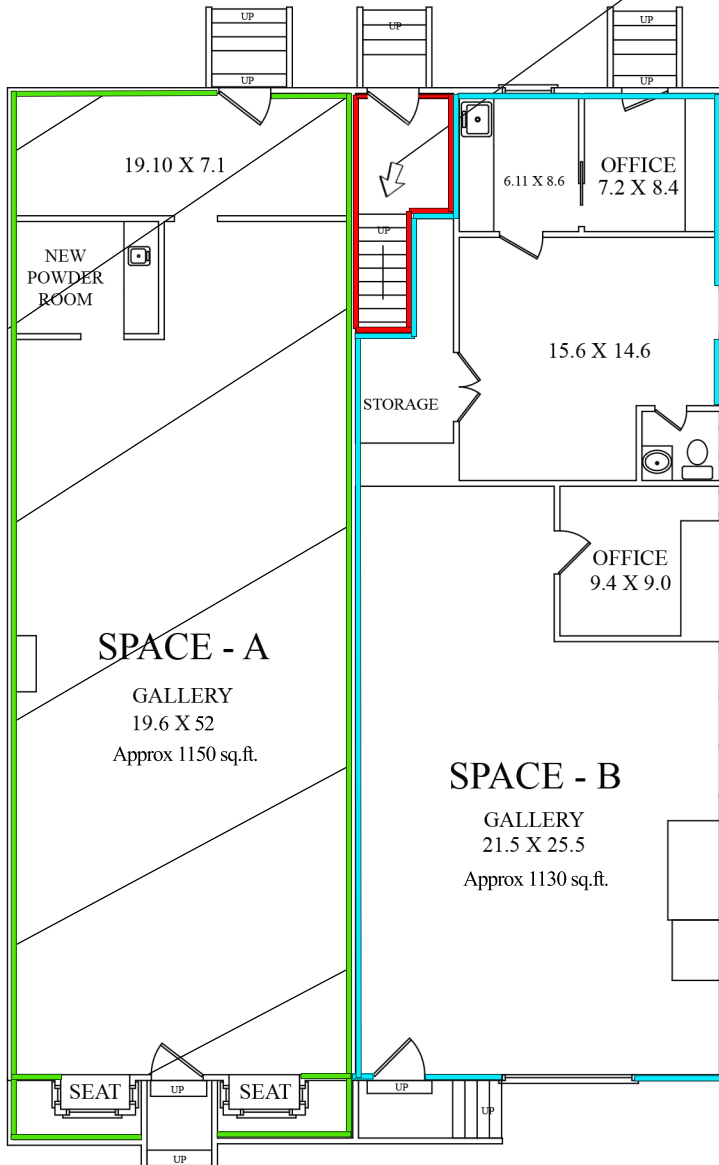 UP
UP
UP
UP
UP
UP
19.10 X 7.1
6.11 X 8.6
OFFICE
7.2 X 8.4
NEW
POWDER
ROOM
UP
15.6 X 14.6
STORAGE
OFFICE
9.4 X 9.0
SPACE - A
GALLERY
19.6 X 52
Approx 1150 sq.ft.
SPACE - B
GALLERY
21.5 X 25.5
Approx 1130 sq.ft.
SEAT
UP
SEAT
UP
UP
UP